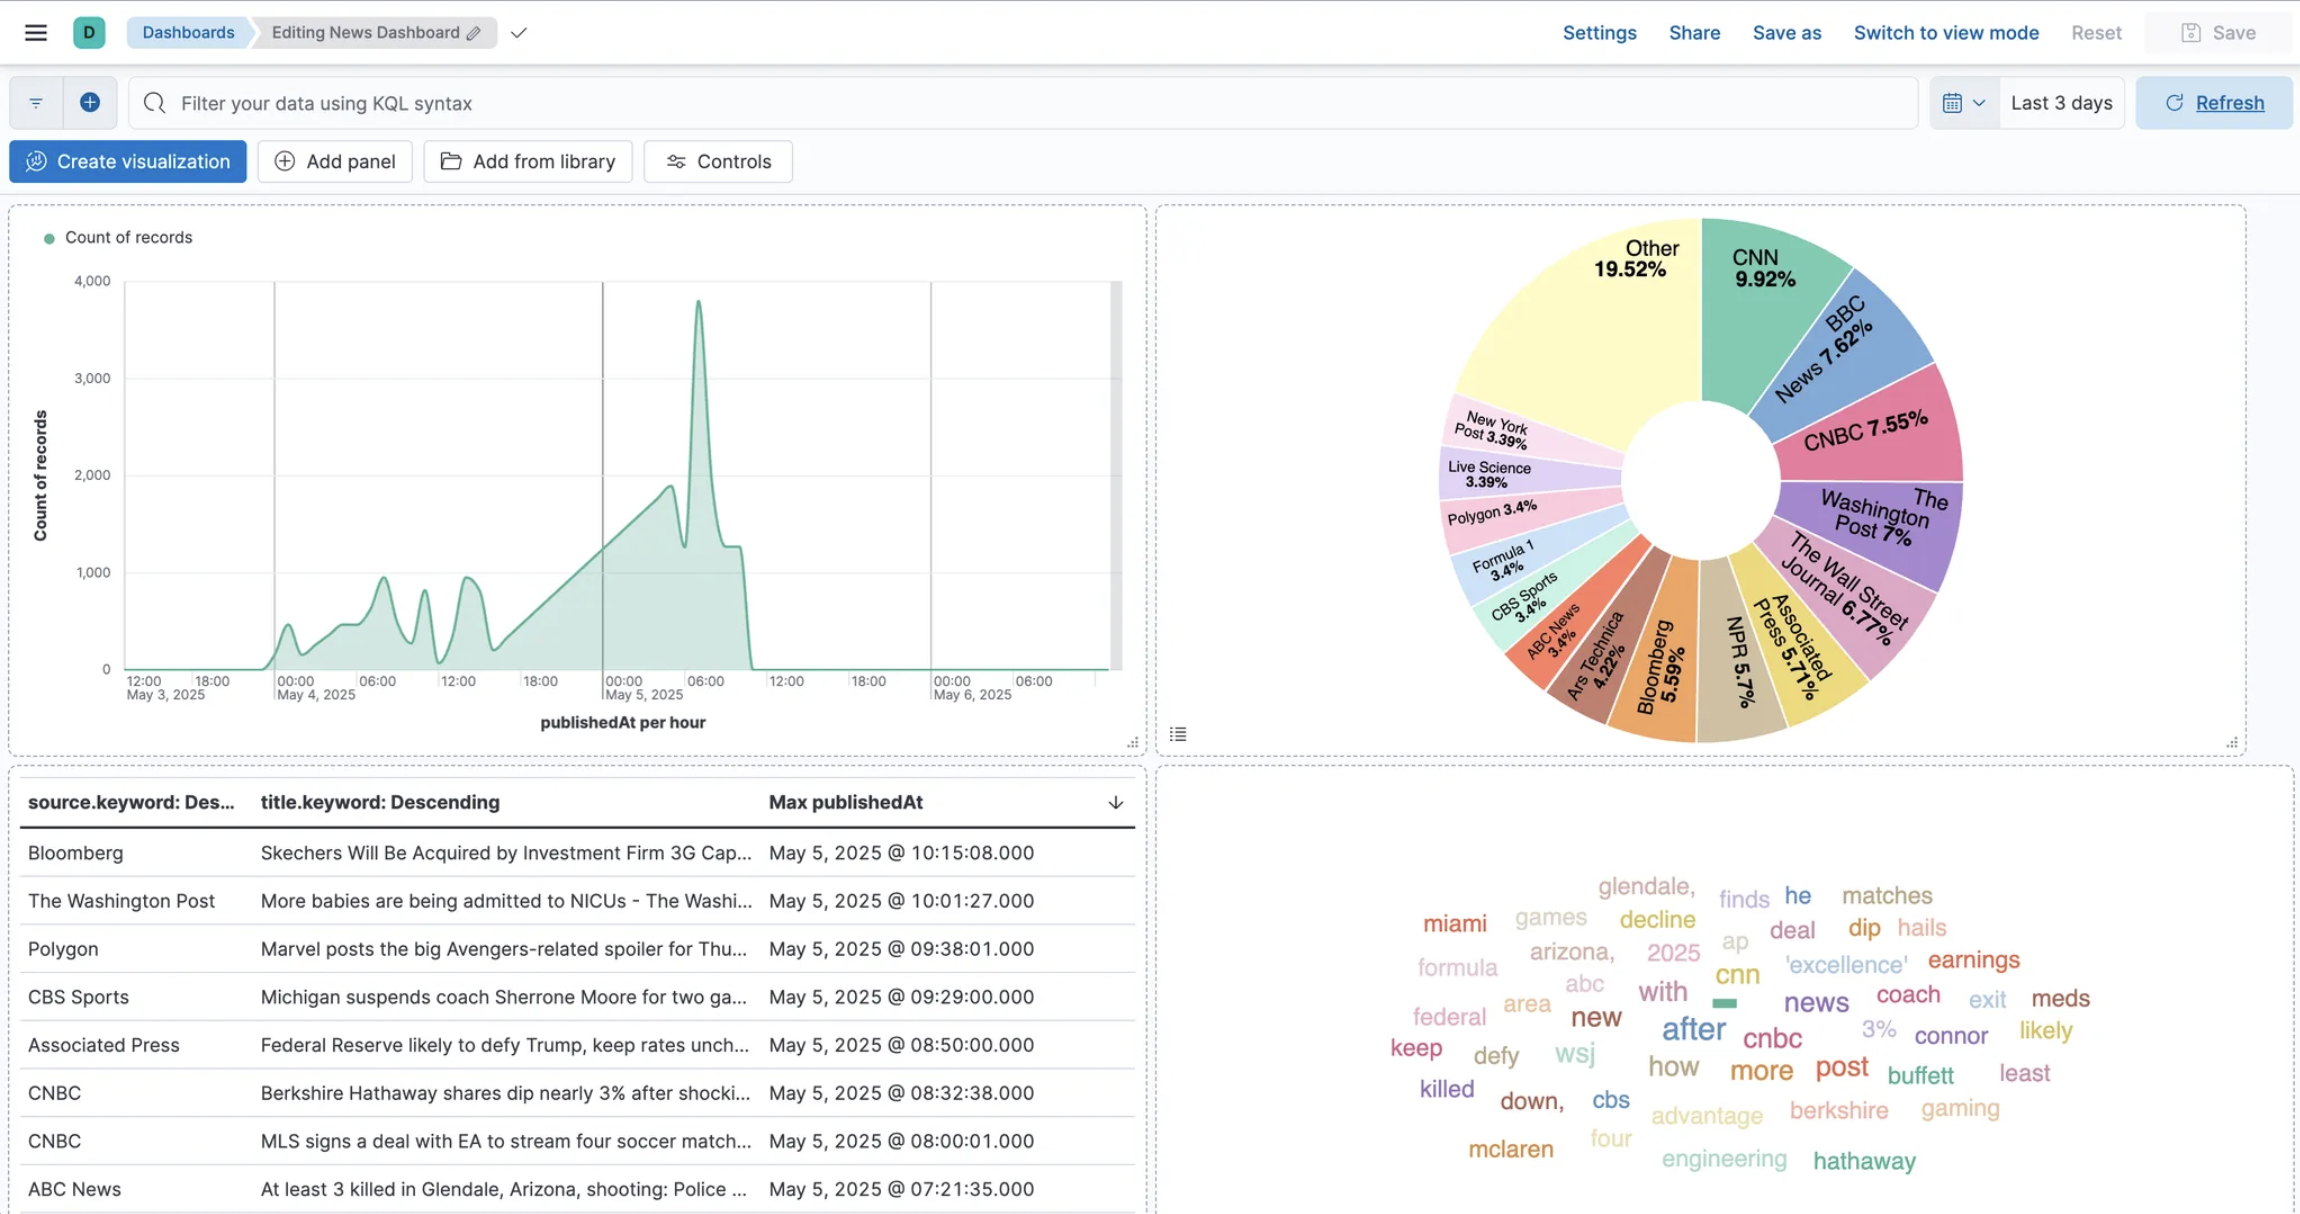 D
Dashboards
Editing News Dashboard
Settings
Share
Save as
Switch to view mode
Reset
Save
Filter your data using KQL syntax
Last 3 days
Refresh
Create visualization
Add panel
Add from library
Controls
Count of records
4,000
3,000
2,000
1,000
0
Count of records
12:00
18:00
00:00
06:00
12:00
18:00
00:00
06:00
12:00
18:00
00:00
06:00
May 3, 2025
May 4, 2025
May 5, 2025
May 6, 2025
publishedAt per hour
Other
19.52%
CNN
9.92%
BBC
News 7.62%
CNBC 7.55%
The
Washington
Post 7%
The Wall Street
Journal 6.77%
Associated
Press 5.71%
NPR 5.7%
Bloomberg
5.59%
Ars Technica
4.22%
ABC News
3.4%
CBS Sports
3.4%
Formula 1
3.4%
Polygon 3.4%
Live Science
3.39%
New York
Post 3.39%
source.keyword: Des...
title.keyword: Descending
Max publishedAt
Bloomberg
Skechers Will Be Acquired by Investment Firm 3G Cap...
May 5, 2025 @ 10:15:08.000
The Washington Post
More babies are being admitted to NICUs - The Washi...
May 5, 2025 @ 10:01:27.000
Polygon
Marvel posts the big Avengers-related spoiler for Thu...
May 5, 2025 @ 09:38:01.000
CBS Sports
Michigan suspends coach Sherrone Moore for two ga...
May 5, 2025 @ 09:29:00.000
Associated Press
Federal Reserve likely to defy Trump, keep rates unch...
May 5, 2025 @ 08:50:00.000
CNBC
Berkshire Hathaway shares dip nearly 3% after shocki...
May 5, 2025 @ 08:32:38.000
CNBC
MLS signs a deal with EA to stream four soccer match...
May 5, 2025 @ 08:00:01.000
ABC News
At least 3 killed in Glendale, Arizona, shooting: Police ...
May 5, 2025 @ 07:21:35.000
glendale,
finds
he
matches
miami
games
decline
deal
dip
hails
arizona,
2025
ap
formula
'excellence'
earnings
abc
cnn
with
-
news
coach
exit
meds
federal
area
new
after
cnbc
3%
connor
likely
keep
defy
wsj
how
more
post
buffett
least
killed
down,
cbs
advantage
berkshire
gaming
mclaren
four
engineering
hathaway